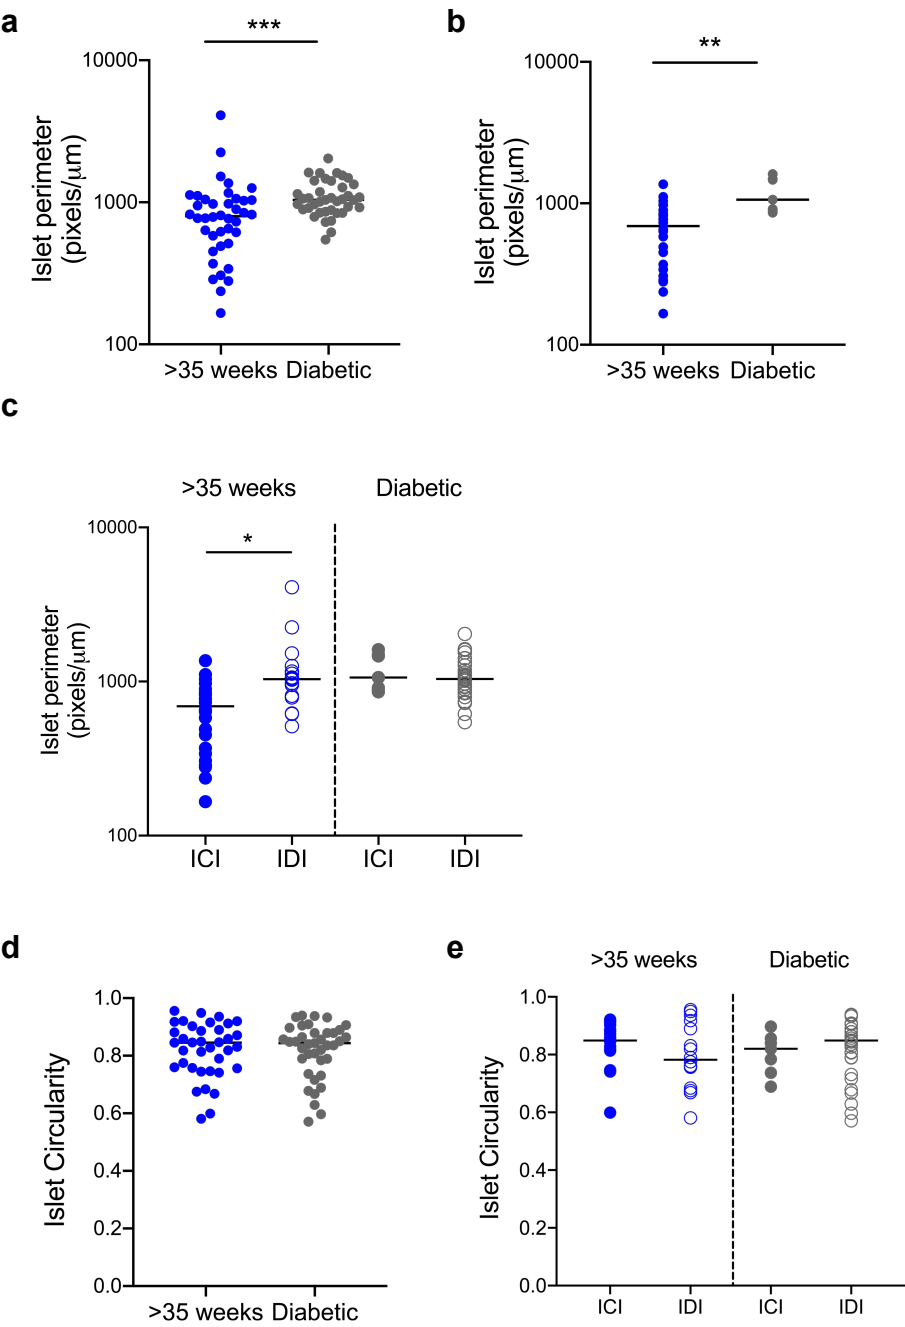 a
***
10000
1000
100
Islet perimeter
(pixels/μm)
>35 weeks Diabetic
b
**
10000
1000
100
Islet perimeter
(pixels/μm)
>35 weeks Diabetic
c
>35 weeks Diabetic
*
10000
1000
100
Islet perimeter
(pixels/μm)
ICI IDI ICI IDI
d
1.0
0.8
0.6
0.4
0.2
0.0
Islet Circularity
>35 weeks Diabetic
e
>35 weeks Diabetic
1.0
0.8
0.6
0.4
0.2
0.0
Islet Circularity
ICI IDI ICI IDI